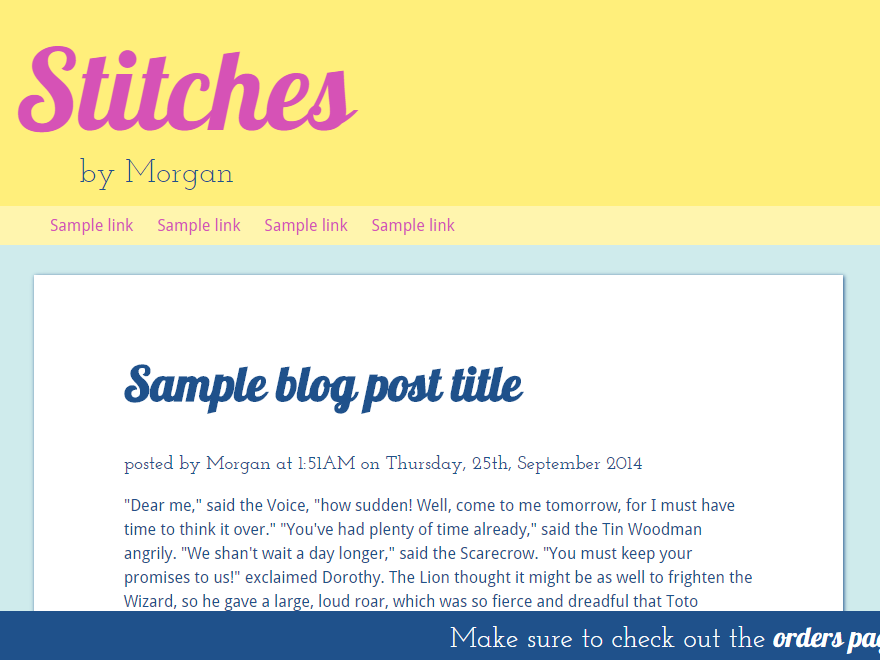 Stitches
by Morgan
Sample link Sample link Sample link Sample link
Sample blog post title
posted by Morgan at 1:51AM on Thursday, 25th, September 2014
"Dear me," said the Voice, "how sudden! Well, come to me tomorrow, for I must have
time to think it over." "You've had plenty of time already," said the Tin Woodman
angrily. "We shan't wait a day longer," said the Scarecrow. "You must keep your
promises to us!" exclaimed Dorothy. The Lion thought it might be as well to frighten the
Wizard, so he gave a large, loud roar, which was so fierce and dreadful that Toto
Make sure to check out the orders